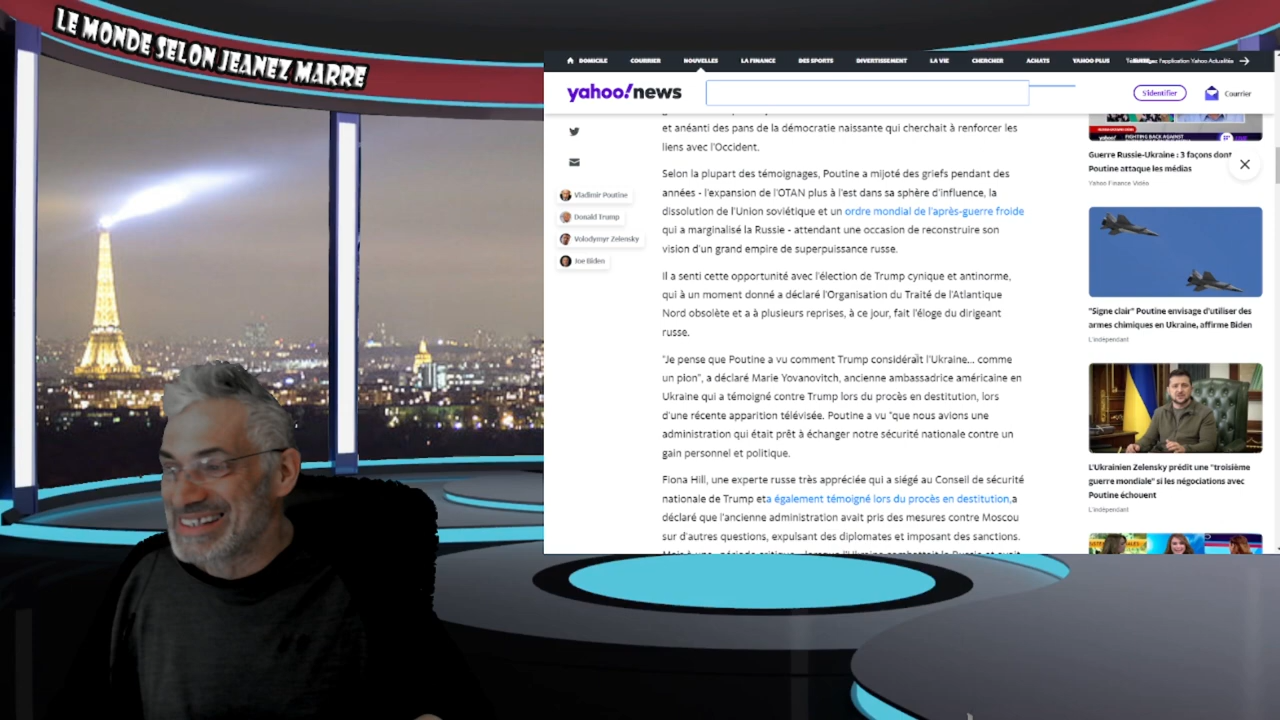 LE MONDE SELON JEANEZ MARRE
DOMICILE COURRIER NOUVELLES LA FINANCE DES SPORTS DIVERTISSEMENT LA VIE CHERCHER ACHATS YAHOO PLUS l'application Yahoo Actualités
yahoo!news
S'identifier
Courrier
et anéanti des pans de la démocratie naissante qui cherchait à renforcer les
liens avec l'Occident.
Selon la plupart des témoignages, Poutine a mijoté des griefs pendant des
années - l'expansion de l'OTAN plus à l'est dans sa sphère d'influence, la
dissolution de l'Union soviétique et un ordre mondial de l'après-guerre froide
qui a marginalisé la Russie - attendant une occasion de reconstruire son
vision d'un grand empire de superpuissance russe.
Il a senti cette opportunité avec l'élection de Trump cynique et antinorme,
qui à un moment donné a déclaré l'Organisation du Traité de l'Atlantique
Nord obsolète et a à plusieurs reprises, à ce jour, fait l'éloge du dirigeant
russe.
"Je pense que Poutine a vu comment Trump considérait l'Ukraine... comme
un pion", a déclaré Marie Yovanovitch, ancienne ambassadrice américaine en
Ukraine qui a témoigné contre Trump lors du procès en destitution, lors
d'une récente apparition télévisée. Poutine a vu "que nous avions une
administration qui était prêt à échanger notre sécurité nationale contre un
gain personnel et politique.
Fiona Hill, une experte russe très appréciée qui a siégé au Conseil de sécurité
nationale de Trump eta également témoigné lors du procès en destitution,a
déclaré que l'ancienne administration avait pris des mesures contre Moscou
sur d'autres questions, expulsant des diplomates et imposant des sanctions.
Vladimir Poutine
Donald Trump
Volodymyr Zelensky
Joe Biden
yahoo! FIGHTING BACK AGAINST
Guerre Russie-Ukraine : 3 façons dont
Poutine attaque les médias
Yahoo Finance Vidéo
"Signe clair" Poutine envisage d'utiliser des
armes chimiques en Ukraine, affirme Biden
L'Indépendant
L'Ukrainien Zelensky prédit une "troisième
guerre mondiale" si les négociations avec
Poutine échouent
L'Indépendant